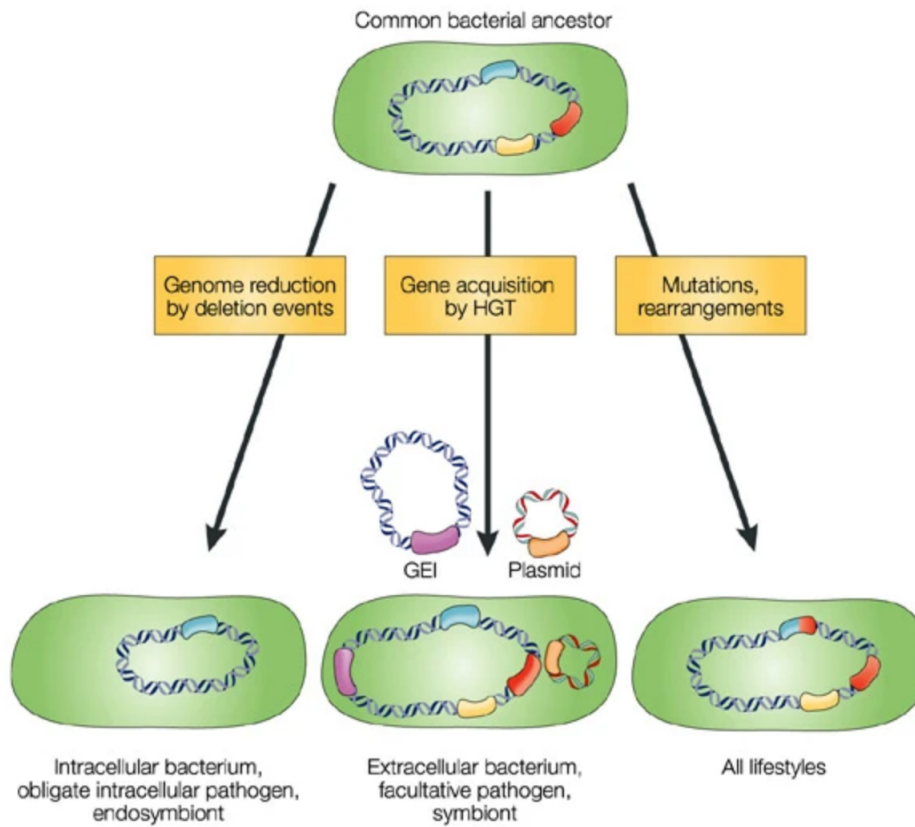 Common bacterial ancestor
Genome reduction
by deletion events
Gene acquisition
by HGT
Mutations,
rearrangements
GEI
Plasmid
Intracellular bacterium,
obligate intracellular pathogen,
endosymbiont
Extracellular bacterium,
facultative pathogen,
symbiont
All lifestyles